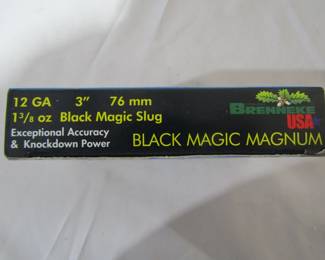 12 GA 3" 76 mm
1 3/8 oz Black Magic Slug
Exceptional Accuracy
& Knockdown Power
BRENNEKE
USA
BLACK MAGIC MAGNUM